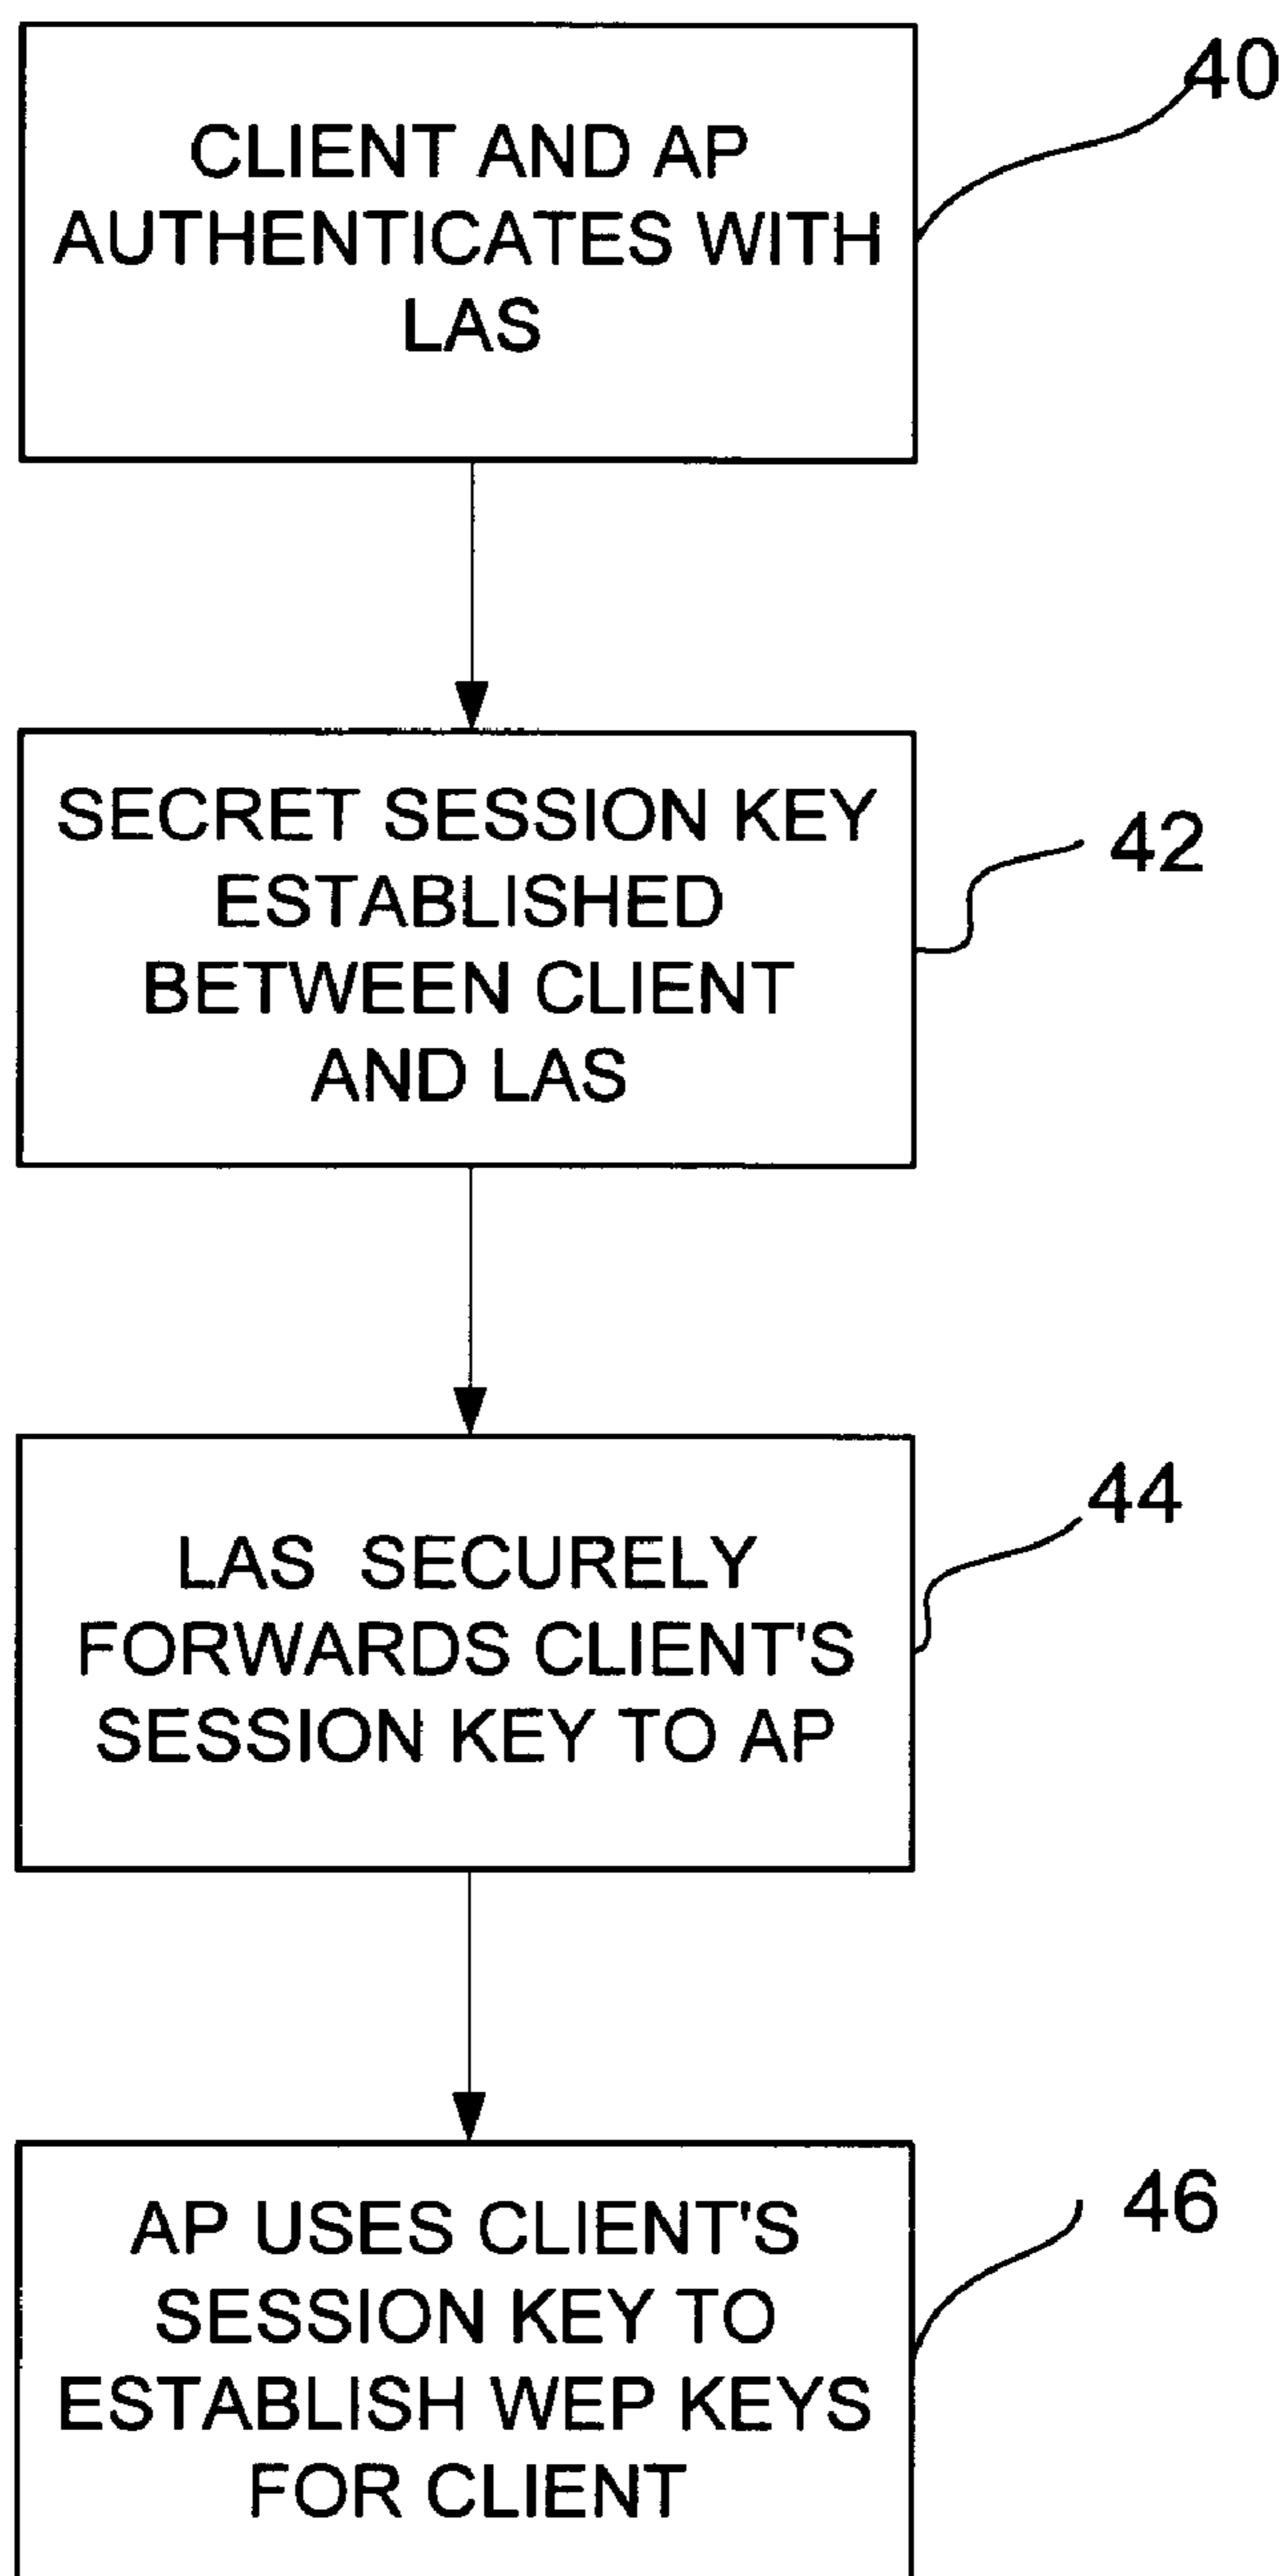 CLIENT AND AP
AUTHENTICATES WITH
LAS
40
SECRET SESSION KEY
ESTABLISHED
BETWEEN CLIENT
AND LAS
42
LAS SECURELY
FORWARDS CLIENT'S
SESSION KEY TO AP
44
AP USES CLIENT'S
SESSION KEY TO
ESTABLISH WEP KEYS
FOR CLIENT
46